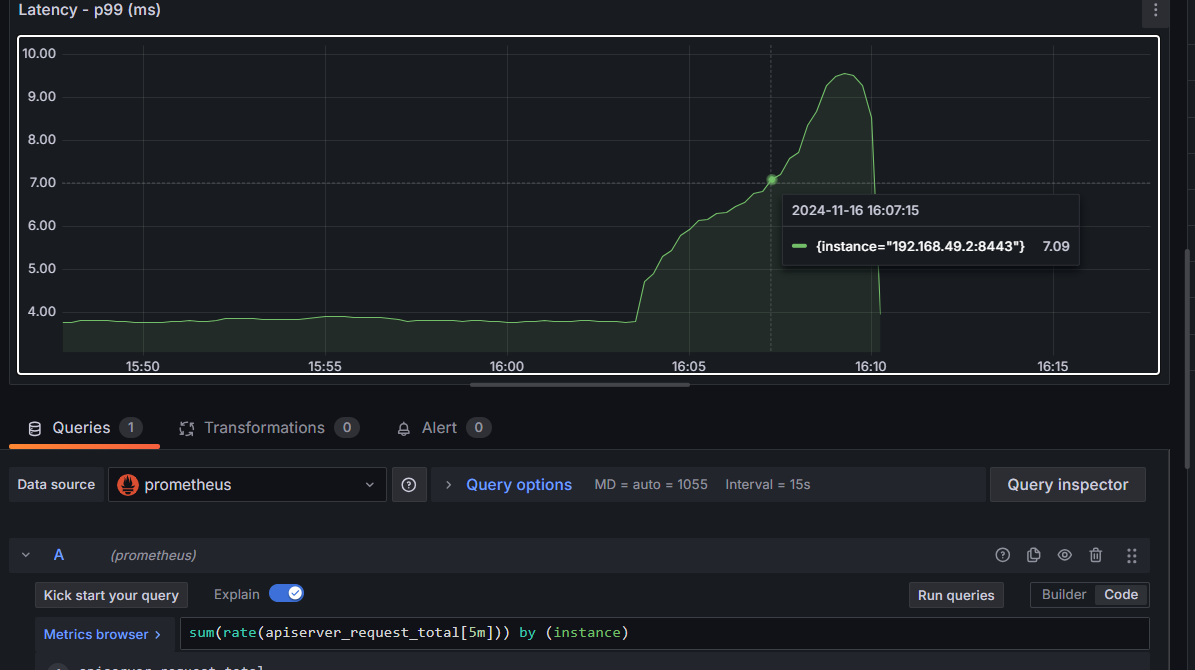 Latency - p99 (ms)
10.00
9.00
8.00
7.00
6.00
5.00
4.00
2024-11-16 16:07:15
{instance="192.168.49.2:8443"} 7.09
15:50 15:55 16:00 16:05 16:10 16:15
Queries 1 Transformations 0 Alert 0
Data source prometheus Query options MD = auto = 1055 Interval = 15s Query inspector
A (prometheus)
Kick start your query Explain Run queries Builder Code
Metrics browser > sum(rate(apiserver_request_total[5m])) by (instance)
apiserver_request_total